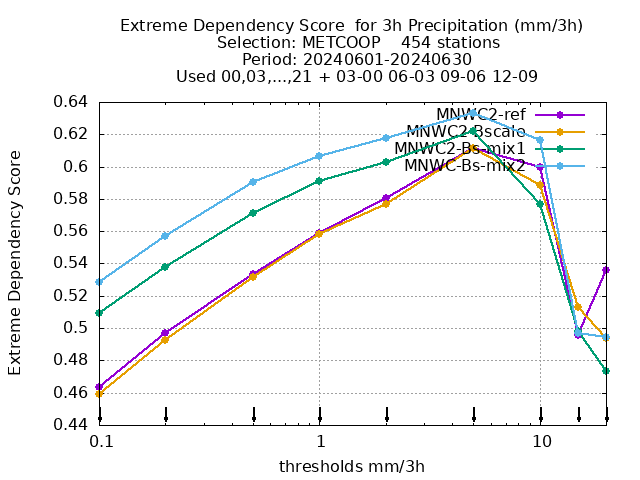 Extreme Dependency Score  for 3h Precipitation (mm/3h)
Selection: METCOOP    454 stations
Period: 20240601-20240630
Used 00,03,...,21 + 03-00 06-03 09-06 12-09
Extreme Dependency Score
0.64
0.62
0.6
0.58
0.56
0.54
0.52
0.5
0.48
0.46
0.44
MNWC2-ref
MNWC2-Bscalo
MNWC2-Bs-mix1
MNWC-Bs-mix2
0.1
1
10
thresholds mm/3h